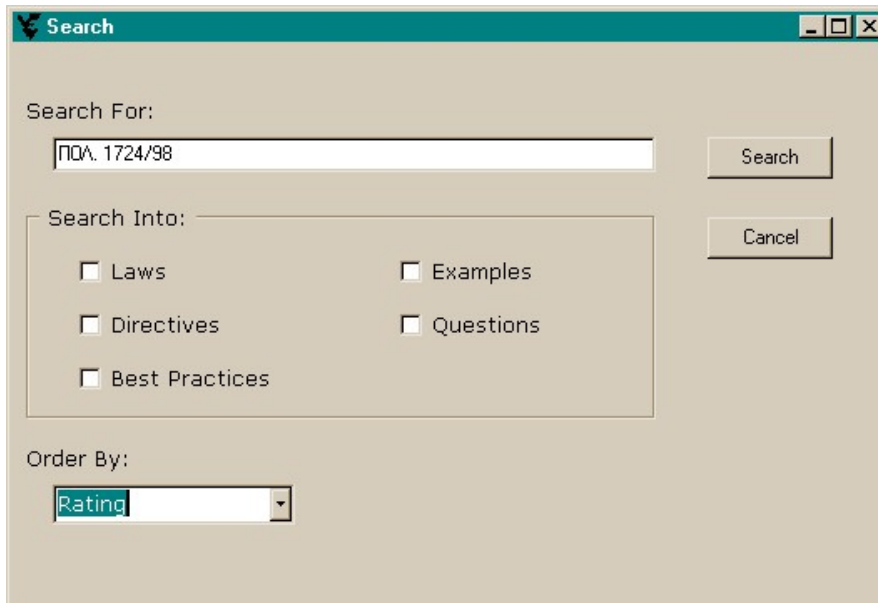 Search
Search For:
ΠΟΛ. 1724/98
Search
Search Into:
Cancel
Laws
Examples
Directives
Questions
Best Practices
Order By:
Rating